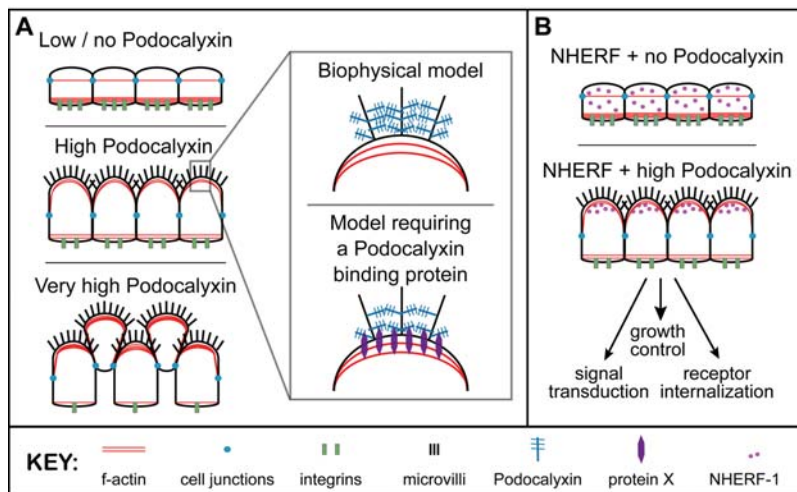 A
Low / no Podocalyxin
High Podocalyxin
Very high Podocalyxin
Biophysical model
Model requiring
a Podocalyxin
binding protein
B
NHERF + no Podocalyxin
NHERF + high Podocalyxin
growth
control
signal
transduction
receptor
internalization
KEY:
f-actin
cell junctions
integrins
microvilli
Podocalyxin
protein X
NHERF-1